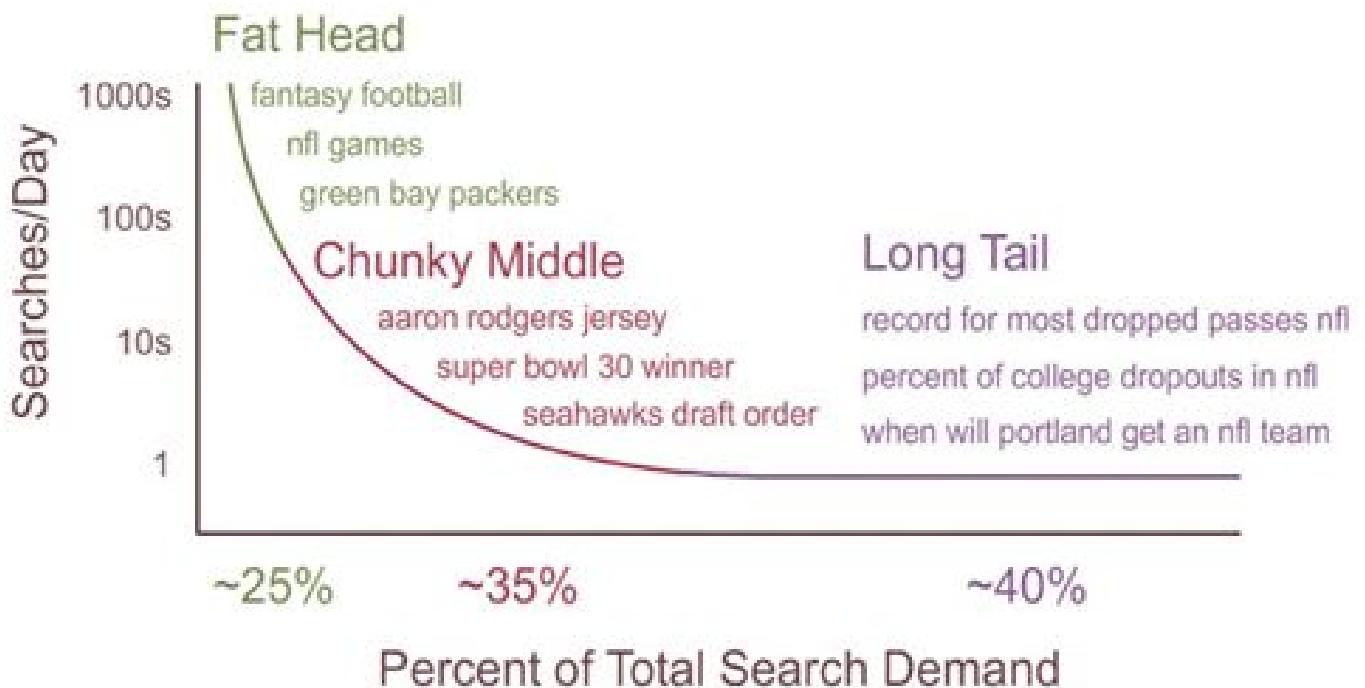 Fat Head
1000s
fantasy football
nfl games
green bay packers
100s
Searches/Day
Chunky Middle
Long Tail
aaron rodgers jersey
record for most dropped passes nfl
10s
super bowl 30 winner
percent of college dropouts in nfl
seahawks draft order
when will portland get an nfl team
1
~25%
~35%
~40%
Percent of Total Search Demand